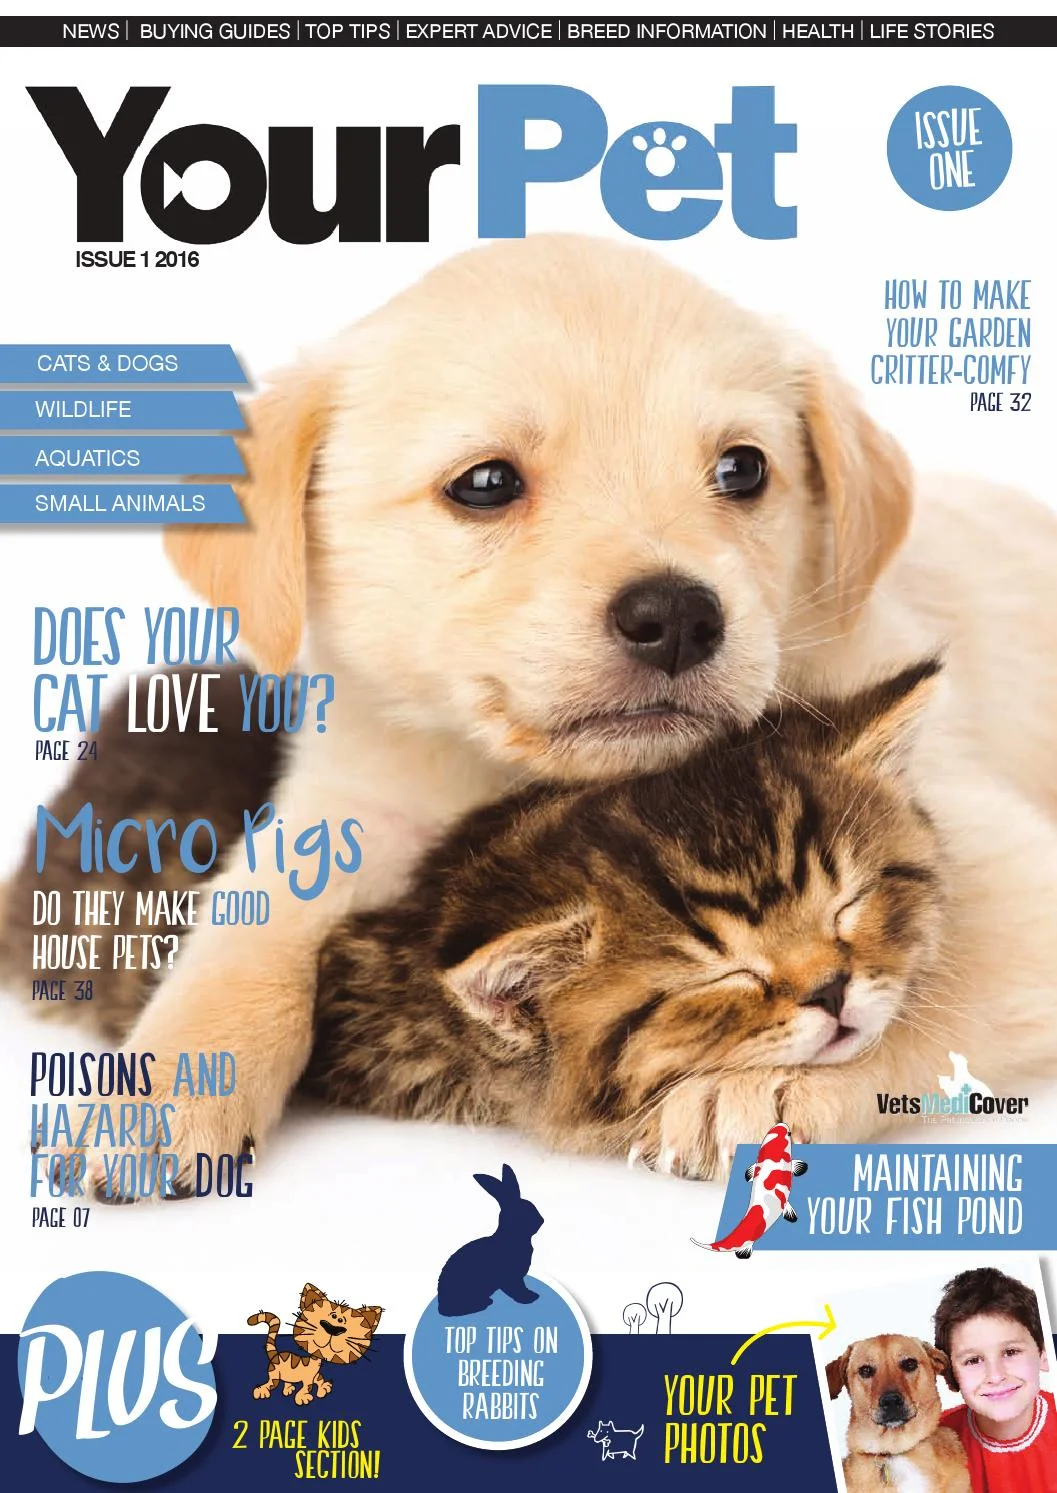 NEWS | BUYING GUIDES | TOP TIPS | EXPERT ADVICE | BREED INFORMATION | HEALTH | LIFE STORIES
YourPet
ISSUE 1 2016
ISSUE
ONE
HOW TO MAKE
YOUR GARDEN
CRITTER-COMFY
PAGE 32
CATS & DOGS
WILDLIFE
AQUATICS
SMALL ANIMALS
DOES YOUR
CAT LOVE YOU?
PAGE 24
Micro Pigs
DO THEY MAKE GOOD
HOUSE PETS?
PAGE 38
POISONS AND
HAZARDS
FOR YOUR DOG
PAGE 07
VetsMediCover
MAINTAINING
YOUR FISH POND
PLUS
2 PAGE KIDS
SECTION!
TOP TIPS ON
BREEDING
RABBITS
YOUR PET
PHOTOS